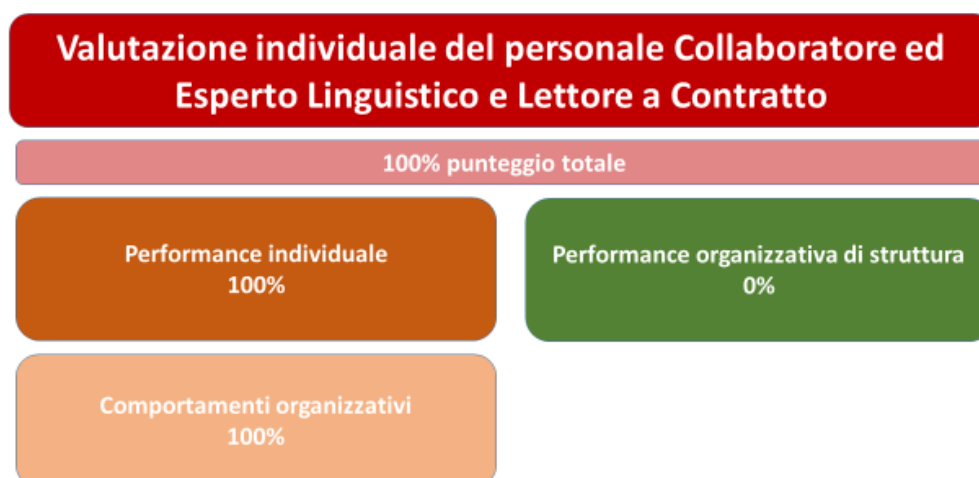 Valutazione individuale del personale Collaboratore ed
Esperto Linguistico e Lettore a Contratto
100% punteggio totale
Performance individuale
100%
Performance organizzativa di struttura
0%
Comportamenti organizzativi
100%